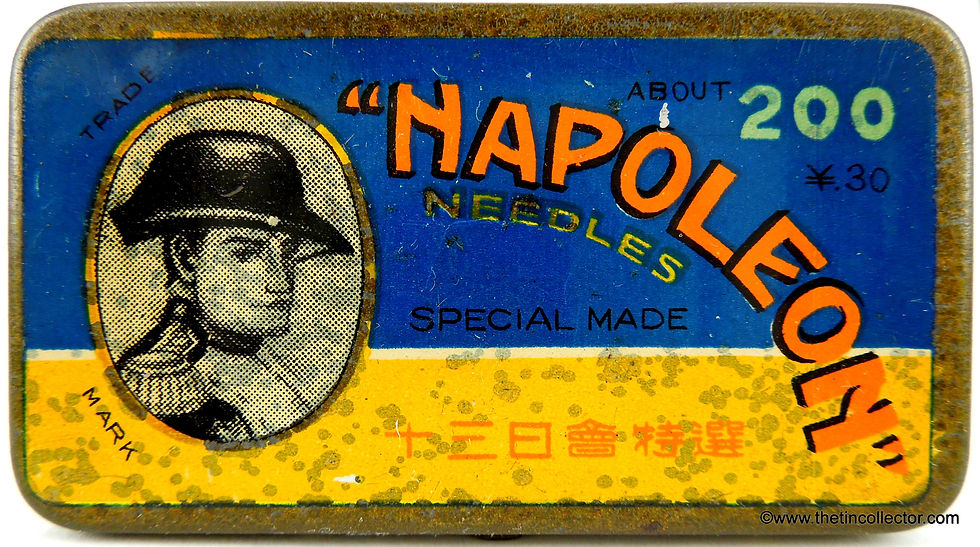 TRADE
MARK
"NAPOLEON"
NEEDLES
ABOUT 200
¥.30
SPECIAL MADE
十三日會特選
©www.thetincollector.com